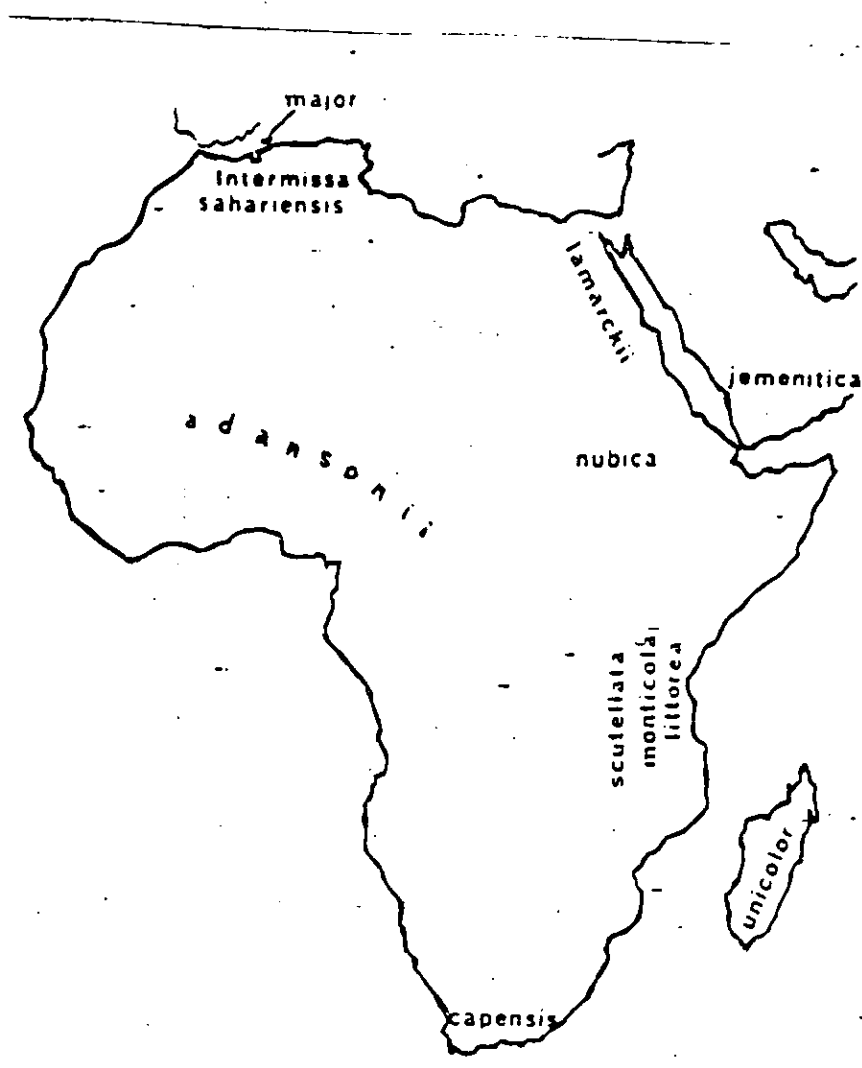 major
Intermissa
sahariensis
lamarckii
jemenitica
adansonii
nubica
scutellata
monticola,
littorea
unicolor
capensis